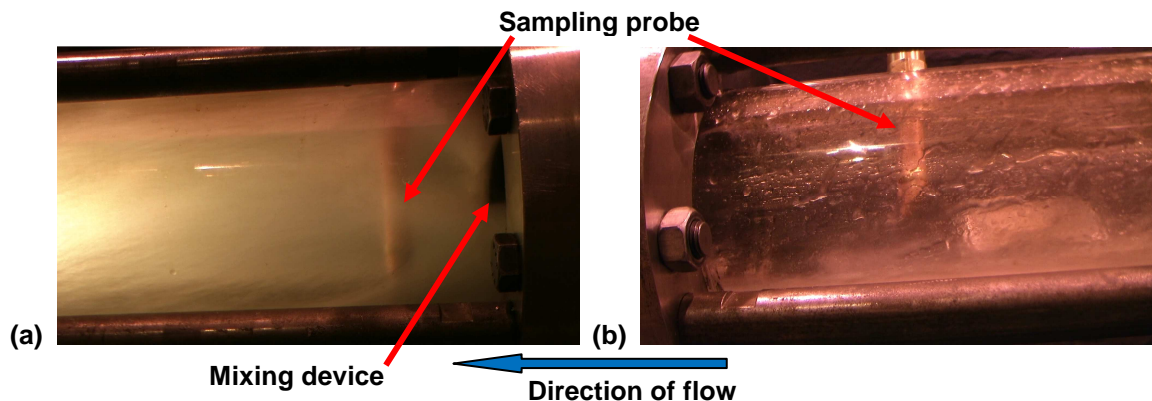 Sampling probe
(a)
(b)
Mixing device
Direction of flow